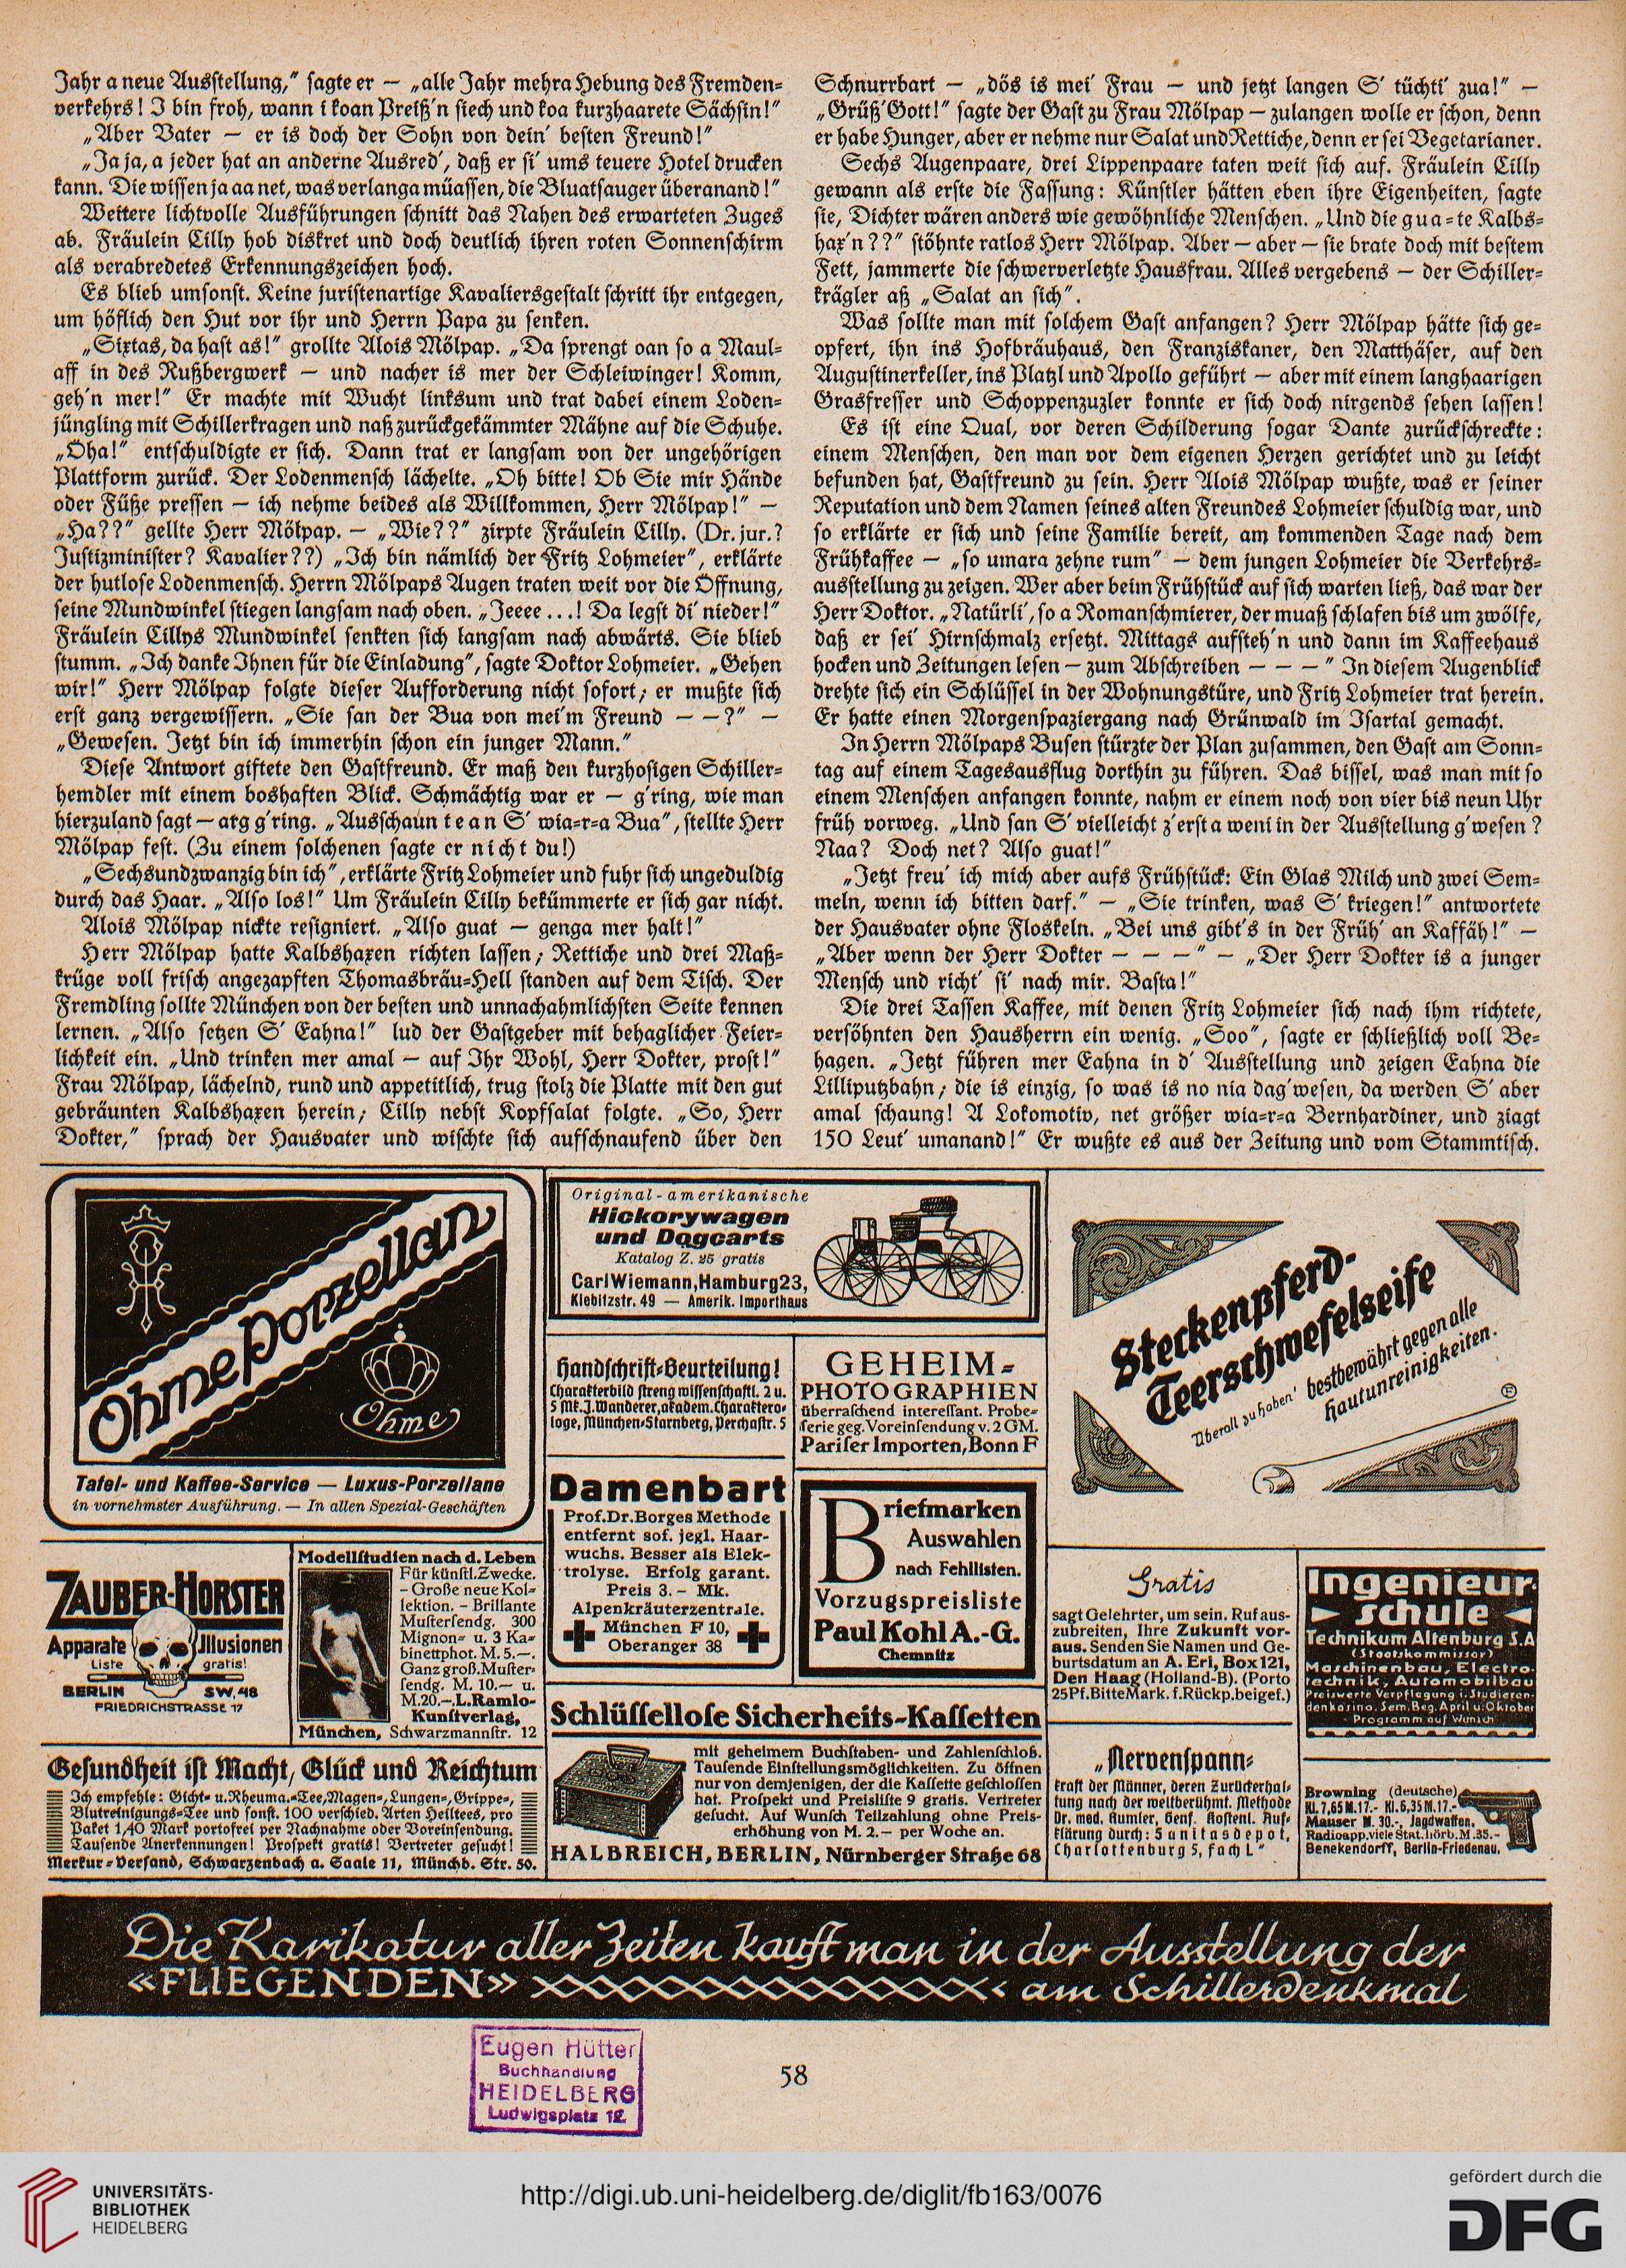 Jahr a neue Ausstellung,“ sagte er — „alle Jahr mehra Hebung des Fremden-
verkehrs! I bin froh, wann i koan Preiß'n siech und koa kurzhaarete Sächsin!“
„Aber Vater — er is doch der Sohn von dein' besten Freund!“
„Ja ja, a jeder hat an anderne Ausred', daß er si' ums teuere Hotel drucken
kann. Die wissen ja aa net, was verlanga müassen, die Bluatsauger überanand!“
Weitere lichtvolle Ausführungen schnitt das Nahen des erwarteten Zuges
ab. Fräulein Cilly hob diskret und doch deutlich ihren roten Sonnenschirm
als verabredetes Erkennungszeichen hoch.
Es blieb umsonst. Keine juristenartige Kavaliersgestalt schritt ihr entgegen,
um höflich den Hut vor ihr und Herrn Papa zu senken.
„Sixtas, da hast as!“ grollte Alois Mölpap. „Da sprengt oan so a Maul-
aff in des Rußbergwerk — und nacher is mer der Schleiwinger! Komm,
geh'n mer!“ Er machte mit Wucht linksum und trat dabei einem Loden-
jüngling mit Schillerkragen und naß zurückgekämmter Mähne auf die Schuhe.
„Oha!“ entschuldigte er sich. Dann trat er langsam von der ungehörigen
Plattform zurück. Der Lodenmensch lächelte. „Oh bitte! Ob Sie mir Hände
oder Füße pressen — ich nehme beides als Willkommen, Herr Mölpap!“ —
„Ha??“ gellte Herr Mölpap. — „Wie??“ zirpte Fräulein Cilly. (Dr. jur.?
Justizminister? Kavalier??) „Ich bin nämlich der Fritz Lohmeier“, erklärte
der hutlose Lodenmensch. Herrn Mölpaps Augen traten weit vor die Öffnung,
seine Mundwinkel stiegen langsam nach oben. „Jeeee ...! Da legst di' nieder!“
Fräulein Cillys Mundwinkel senkten sich langsam nach abwärts. Sie blieb
stumm. „Ich danke Ihnen für die Einladung“, sagte Doktor Lohmeier. „Gehen
wir!“ Herr Mölpap folgte dieser Aufforderung nicht sofort; er mußte sich
erst ganz vergewissern. „Sie san der Bua von mei'm Freund — —?“ —
„Gewesen. Jetzt bin ich immerhin schon ein junger Mann.“
Diese Antwort giftete den Gastfreund. Er maß den kurzhosigen Schiller-
hemdler mit einem boshaften Blick. Schmächtig war er — g'ring, wie man
hierzuland sagt — arg g'ring. „Ausschaun tean S' wia-r-a Bua“, stellte Herr
Mölpap fest. (Zu einem solchenen sagte er nicht du!)
„Sechsundzwanzig bin ich“, erklärte Fritz Lohmeier und fuhr sich ungeduldig
durch das Haar. „Also los!“ Um Fräulein Cilly bekümmerte er sich gar nicht.
Alois Mölpap nickte resigniert. „Also guat — genga mer halt!“
Herr Mölpap hatte Kalbshaxen richten lassen; Rettiche und drei Maß-
krüge voll frisch angezapften Thomasbräu-Hell standen auf dem Tisch. Der
Fremdling sollte München von der besten und unnachahmlichsten Seite kennen
lernen. „Also setzen S' Eahna!“ lud der Gastgeber mit behaglicher Feier-
lichkeit ein. „Und trinken mer amal — auf Ihr Wohl, Herr Dokter, prost!“
Frau Mölpap, lächelnd, rund und appetitlich, trug stolz die Platte mit den gut
gebräunten Kalbshaxen herein; Cilly nebst Kopfsalat folgte. „So, Herr
Dokter,“ sprach der Hausvater und wischte sich aufschnaufend über den
Schnurrbart — „dös is mei' Frau — und jetzt langen S' tüchti' zua!“ —
„Grüß' Gott!“ sagte der Gast zu Frau Mölpap — zulangen wolle er schon, denn
er habe Hunger, aber er nehme nur Salat und Rettiche, denn er sei Vegetarianer.
Sechs Augenpaare, drei Lippenpaare taten weit sich auf. Fräulein Cilly
gewann als erste die Fassung: Künstler hätten eben ihre Eigenheiten, sagte
sie, Dichter wären anders wie gewöhnliche Menschen. „Und die gua-te Kalbs-
hax'n??“ stöhnte ratlos Herr Mölpap. Aber — aber — sie brate doch mit bestem
Fett, jammerte die schwerverletzte Hausfrau. Alles vergebens — der Schiller-
krägler aß „Salat an sich“.
Was sollte man mit solchem Gast anfangen? Herr Mölpap hätte sich ge-
opfert, ihn ins Hofbräuhaus, den Franziskaner, den Matthäser, auf den
Augustinerkeller, ins Platzl und Apollo geführt — aber mit einem langhaarigen
Grasfresser und Schoppenzuzler konnte er sich doch nirgends sehen lassen!
Es ist eine Qual, vor deren Schilderung sogar Dante zurückschreckte:
einem Menschen, den man vor dem eigenen Herzen gerichtet und zu leicht
befunden hat, Gastfreund zu sein. Herr Alois Mölpap wußte, was er seiner
Reputation und dem Namen seines alten Freundes Lohmeier schuldig war, und
so erklärte er sich und seine Familie bereit, am kommenden Tage nach dem
Frühkaffee — „so umara zehne rum“ — dem jungen Lohmeier die Verkehrs-
ausstellung zu zeigen. Wer aber beim Frühstück auf sich warten ließ, das war der
Herr Doktor. „Natürli', so a Romanschmierer, der muaß schlafen bis um zwölfe,
daß er sei' Hirnschmalz ersetzt. Mittags aufsteh'n und dann im Kaffeehaus
hocken und Zeitungen lesen — zum Abschreiben — — —“ In diesem Augenblick
drehte sich ein Schlüssel in der Wohnungstüre, und Fritz Lohmeier trat herein.
Er hatte einen Morgenspaziergang nach Grünwald im Isartal gemacht.
In Herrn Mölpaps Busen stürzte der Plan zusammen, den Gast am Sonn-
tag auf einem Tagesausflug dorthin zu führen. Das bissel, was man mit so
einem Menschen anfangen konnte, nahm er einem noch von vier bis neun Uhr
früh vorweg. „Und san S' vielleicht z'erst a weni in der Ausstellung g'wesen?
Naa? Doch net? Also guat!“
„Jetzt freu' ich mich aber aufs Frühstück: Ein Glas Milch und zwei Sem-
meln, wenn ich bitten darf.“ — „Sie trinken, was S' kriegen!“ antwortete
der Hausvater ohne Floskeln. „Bei uns gibt's in der Früh' an Kaffäh!“ —
„Aber wenn der Herr Dokter — — —“ — „Der Herr Dokter is a junger
Mensch und richt' si' nach mir. Basta!“
Die drei Tassen Kaffee, mit denen Fritz Lohmeier sich nach ihm richtete,
versöhnten den Hausherrn ein wenig. „Soo“, sagte er schließlich voll Be-
hagen. „Jetzt führen mer Eahna in d' Ausstellung und zeigen Eahna die
Lilliputzbahn; die is einzig, so was is no nia dag'wesen, da werden S' aber
amal schaung! A Lokomotiv, net größer wia-r-a Bernhardiner, und ziagt
150 Leut' umanand!“ Er wußte es aus der Zeitung und vom Stammtisch.
Ohme Porzellan
Ohme
Tafel- und Kaffee-Service — Luxus-Porzellane
in vornehmster Ausführung. — In allen Spezial-Geschäften
Original-amerikanische
Hickorywagen
und Dogcarts
Katalog Z. 25 gratis
Carl Wiemann, Hamburg 23,
Klebitzstr. 49 — Amerik. Importhaus
Steckenpferd-
Teerschwefelseife
Überall zu haben! bestbewährt gegen alle
Hautunreinigkeiten.
Handschrift-Beurteilung!
Charakterbild streng wissenschaftl. 2 u.
5 Mk. J. Wanderer, akadem. Charaktero-
loge, München-Starnberg, Perchastr. 5
GEHEIM-
PHOTOGRAPHIEN
überraschend interessant. Probe-
serie geg. Voreinsendung v. 2 GM.
Pariser Importen, Bonn F
Damenbart
Prof. Dr. Borges Methode
entfernt sof. jegl. Haar-
wuchs. Besser als Elek-
trolyse. Erfolg garant.
Preis 3.- Mk.
Alpenkräuterzentrale.
München F 10,
Oberanger 38
Briefmarken
Auswahlen
nach Fehllisten.
Vorzugspreisliste
Paul Kohl A.-G.
Chemnitz
ZAUBER-HORSTER
Apparate Illusionen
Liste gratis!
BERLIN SW. 48
FRIEDRICHSTRASSE 17
Modellstudien nach d. Leben
Für künstl. Zwecke.
- Große neue Kol-
lektion. - Brillante
Mustersendg. 300
Mignon- u. 3 Ka-
binettphot. M. 5.—.
Ganz groß. Muster-
sendg. M. 10.— u.
M. 20.—. L. Ramlo-
Kunstverlag,
München, Schwarzmannstr. 12
Gratis
sagt Gelehrter, um sein. Ruf aus-
zubreiten, Ihre Zukunft vor-
aus. Senden Sie Namen und Ge-
burtsdatum an A. Eri, Box 121,
Den Haag (Holland-B). (Porto
25 Pf. Bitte Mark. f. Rückp. beigef.)
Ingenieur-
schule
Technikum Altenburg S.A
(Staatskommissar)
Maschinenbau, Electro-
technik, Automobilbau
Preiswerte Verpflegung i. Studieren-
denkasino. Sem. Beg. April u. Oktober
Programm auf Wunsch
Schlüssellose Sicherheits-Kassetten
mit geheimem Buchstaben- und Zahlenschloß.
Tausende Einstellungsmöglichkeiten. Zu öffnen
nur von demjenigen, der die Kassette geschlossen
hat. Prospekt und Preisliste 9 gratis. Vertreter
gesucht. Auf Wunsch Teilzahlung ohne Preis-
erhöhung von M. 2.— per Woche an.
HALBREICH, BERLIN, Nürnberger Straße 68
Gesundheit ist Macht, Glück und Reichtum
Ich empfehle: Gicht- u. Rheuma.-Tee, Magen-, Lungen-, Grippe-,
Blutreinigungs-Tee und sonst. 100 verschied. Arten Heiltees, pro
Paket 1,40 Mark portofrei per Nachnahme oder Voreinsendung.
Tausende Anerkennungen! Prospekt gratis! Vertreter gesucht!
Merkur-Versand, Schwarzenbach a. Saale 11, Münchb. Str. 50.
„Nervenspann-
kraft der Männer, deren Zurückerhal-
tung nach der weltberühmt. Methode
Dr. med. Rumler, Genf. Kostenl. Auf-
klärung durch: Sanitasdepot,
Charlottenburg 5, Fach L“
Browning (deutsche)
Kl. 7,65 M. 17.- Kl. 6,35 M. 17.-
Mauser M. 30.-, Jagdwaffen.
Radioapp. viele Stat. hörb. M. 35.-
Benekendorff, Berlin-Friedenau.
Die Karikatur aller Zeiten kauft man in der Ausstellung der
«FLIEGENDEN» am Schillerdenkmal
Eugen Hütter
Buchhandlung
HEIDELBERG
Ludwigsplatz 12
58
UNIVERSITÄTS-
BIBLIOTHEK
HEIDELBERG
http://digi.ub.uni-heidelberg.de/diglit/fb163/0076
gefördert durch die
DFG